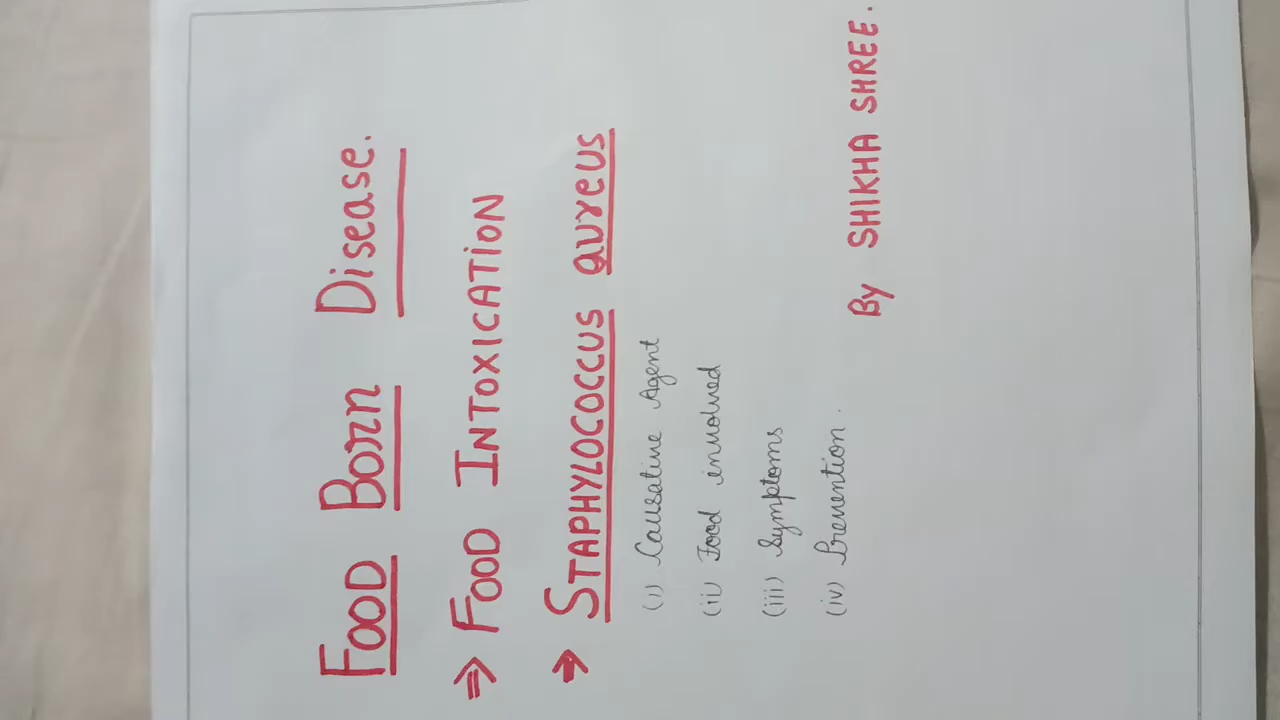 Food Born Disease.
⇒ FOOD INTOXICATION
→ STAPHYLOCOCCUS aureus
(i) Causative Agent
(ii) Food involved
(iii) Symptoms
(iv) Prevention.
By SHIKHA SHREE.